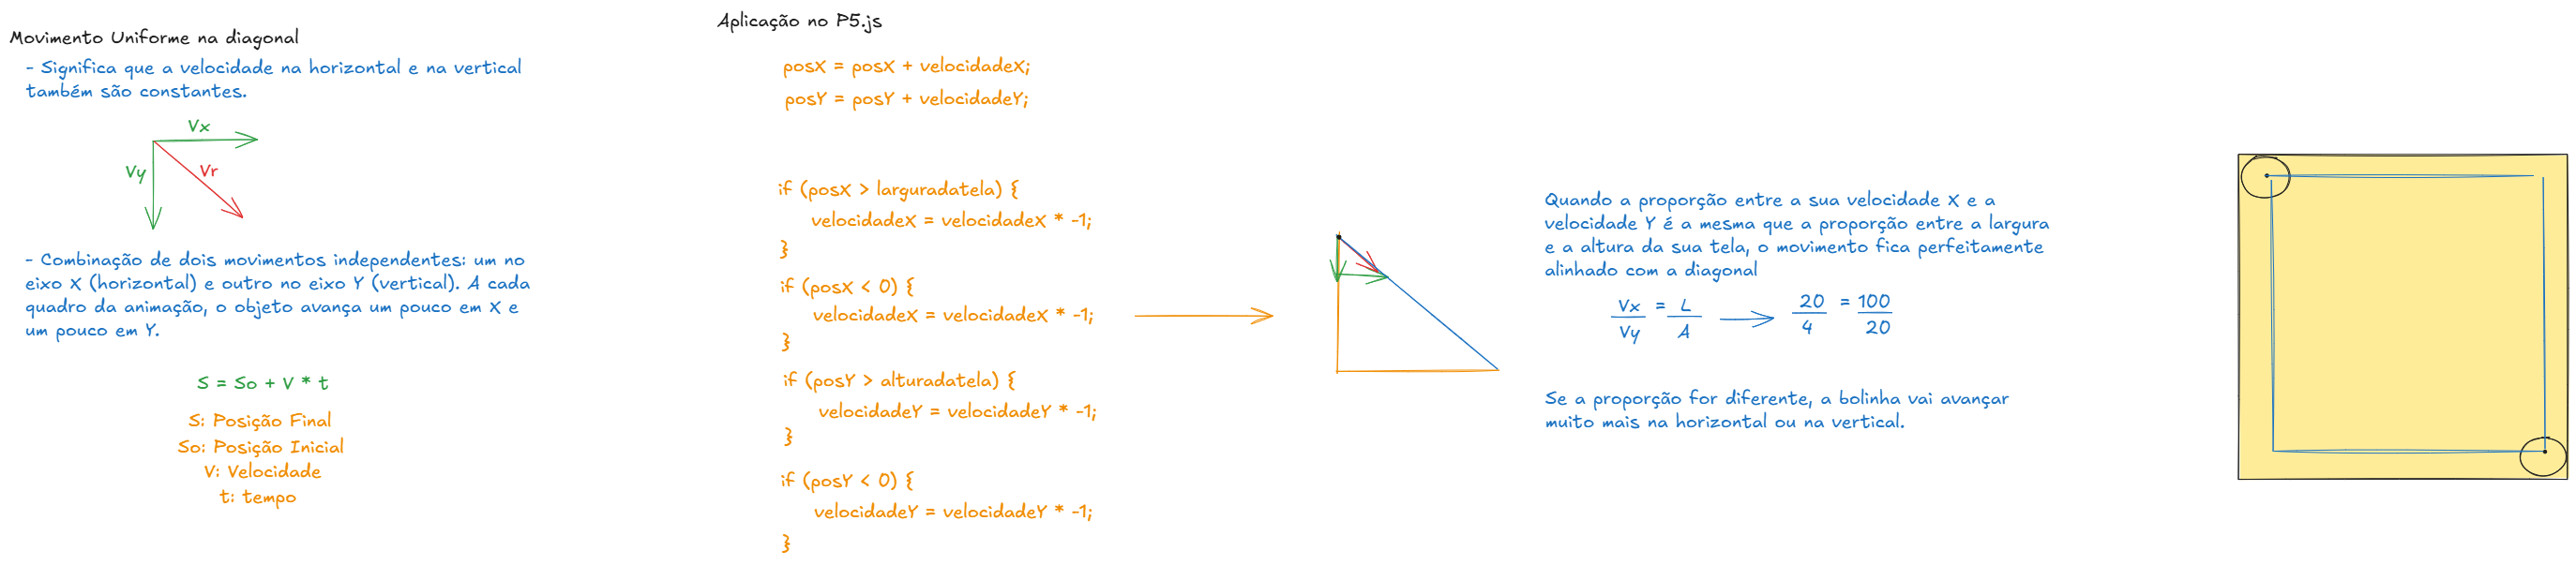 Movimento Uniforme na diagonal
- Significa que a velocidade na horizontal e na vertical
também são constantes.
Vx
Vy
Vr
- Combinação de dois movimentos independentes: um no
eixo X (horizontal) e outro no eixo Y (vertical). A cada
quadro da animação, o objeto avança um pouco em X e
um pouco em Y.
S = So + V * t
S: Posição Final
So: Posição Inicial
V: Velocidade
t: tempo
Aplicação no P5.js
posX = posX + velocidadeX;
posY = posY + velocidadeY;
if (posX > larguradatela) {
velocidadeX = velocidadeX * -1;
}
if (posX < 0) {
velocidadeX = velocidadeX * -1;
}
if (posY > alturadatela) {
velocidadeY = velocidadeY * -1;
}
if (posY < 0) {
velocidadeY = velocidadeY * -1;
}
Quando a proporção entre a sua velocidade X e a
velocidade Y é a mesma que a proporção entre a largura
e a altura da sua tela, o movimento fica perfeitamente
alinhado com a diagonal
Vx = L
Vy A
20 = 100
4 20
Se a proporção for diferente, a bolinha vai avançar
muito mais na horizontal ou na vertical.